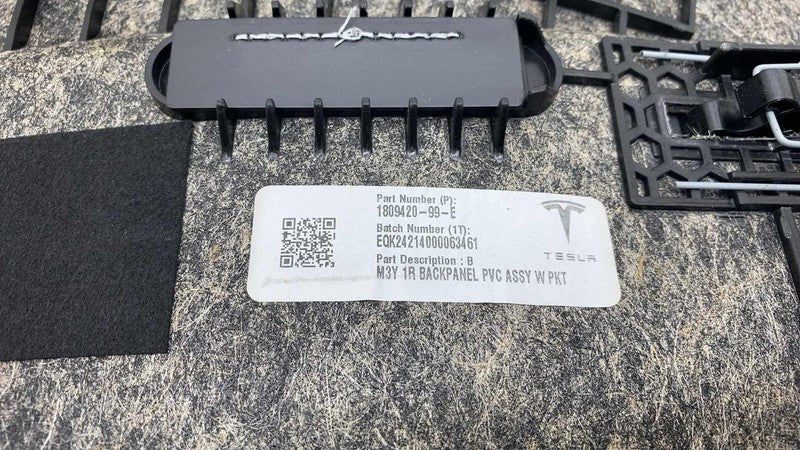 Part Number (P):
1809420-99-E
Batch Number (1T):
EQK24214000063461
Part Description : B
M3Y 1R BACKPANEL PVC ASSY W PKT
TESLA